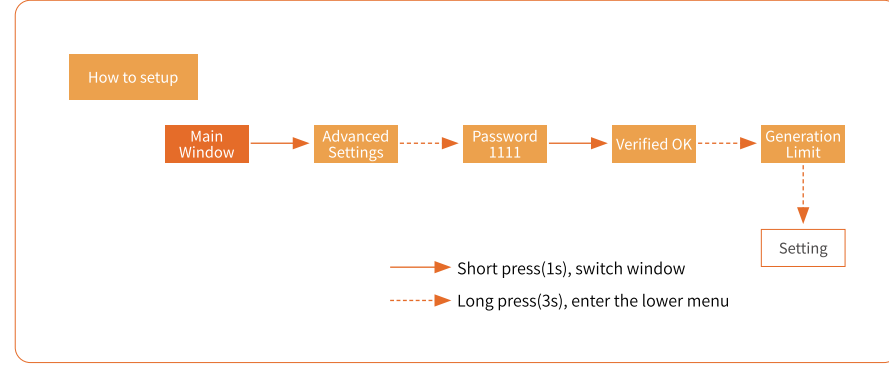 How to setup
Main
Window
Advanced
Settings
Password
1111
Verified OK
Generation
Limit
Setting
Short press(1s), switch window
Long press(3s), enter the lower menu